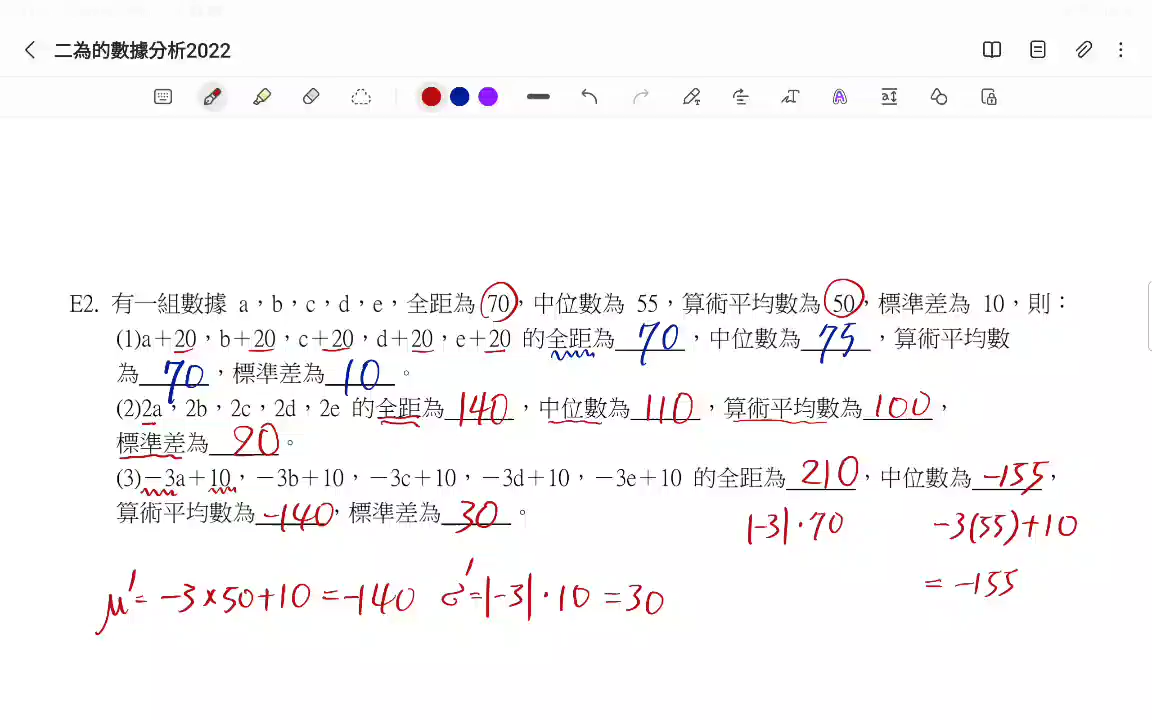 二為的數據分析2022
E2. 有一組數據 a，b，c，d，e，全距為 70，中位數為 55，算術平均數為 50，標準差為 10，則：
(1)a+20，b+20，c+20，d+20，e+20 的全距為 70，中位數為 75，算術平均數
為 70，標準差為 10。
(2)2a，2b，2c，2d，2e 的全距為 140，中位數為 110，算術平均數為 100，
標準差為 20。
(3)−3a+10，−3b+10，−3c+10，−3d+10，−3e+10 的全距為 210，中位數為 −155，
算術平均數為 −140，標準差為 30。
|−3|·70 −3(55)+10
= −155
μ'= −3×50+10 = −140 σ'=|−3|·10 = 30